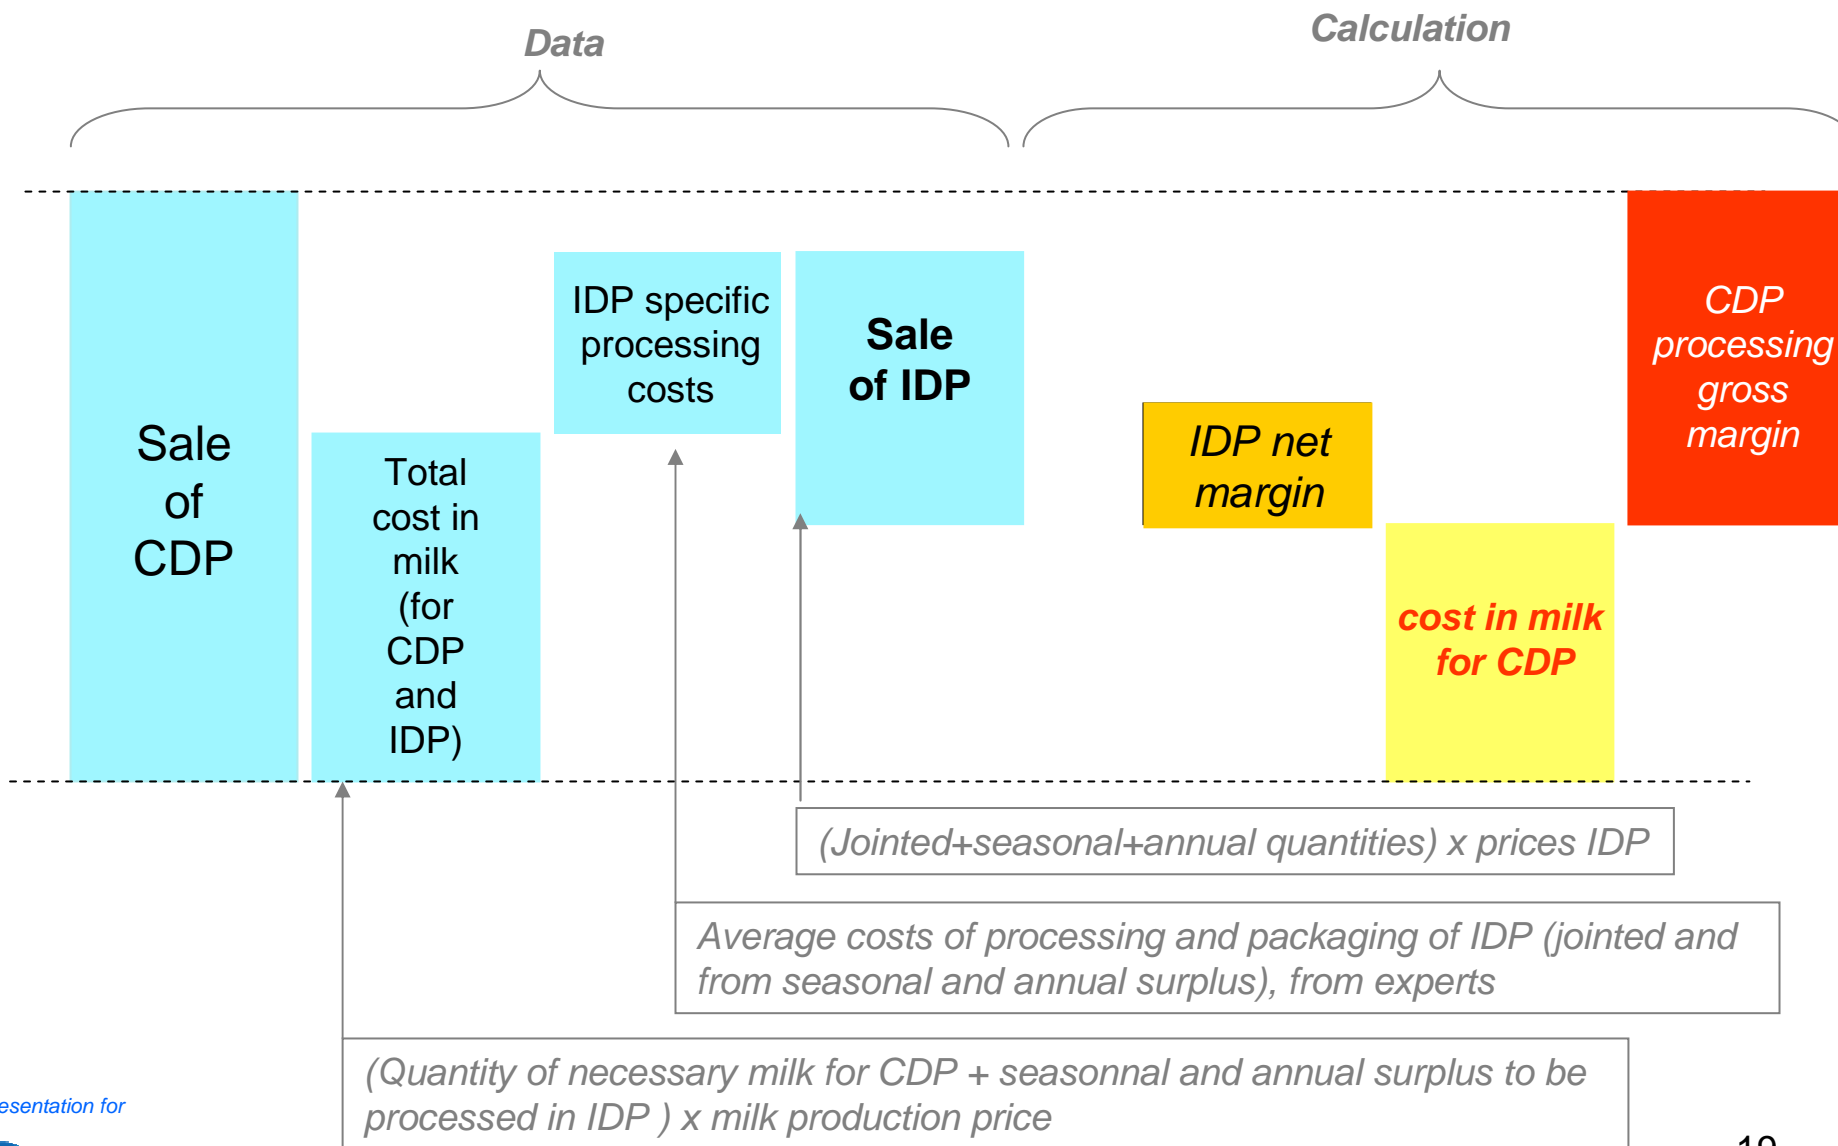 Data
Calculation
Sale
of
CDP
Total
cost in
milk
(for
CDP
and
IDP)
IDP specific
processing
costs
Sale
of IDP
IDP net
margin
cost in milk
for CDP
CDP
processing
gross
margin
(Jointed+seasonal+annual quantities) x prices IDP
Average costs of processing and packaging of IDP (jointed and
from seasonal and annual surplus), from experts
(Quantity of necessary milk for CDP + seasonnal and annual surplus to be
processed in IDP ) x milk production price
esentation for